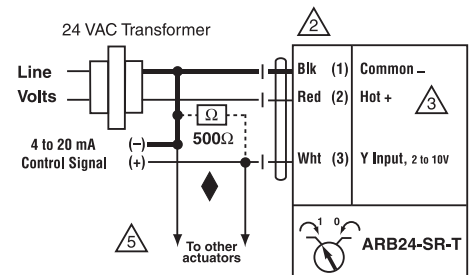 24 VAC Transformer
2
Line
Volts
Blk (1) Common –
Red (2) Hot +
3
Ω
500Ω
4 to 20 mA
Control Signal
(–)
(+)
Wht (3) Y Input, 2 to 10V
5
To other
actuators
1 0
ARB24-SR-T